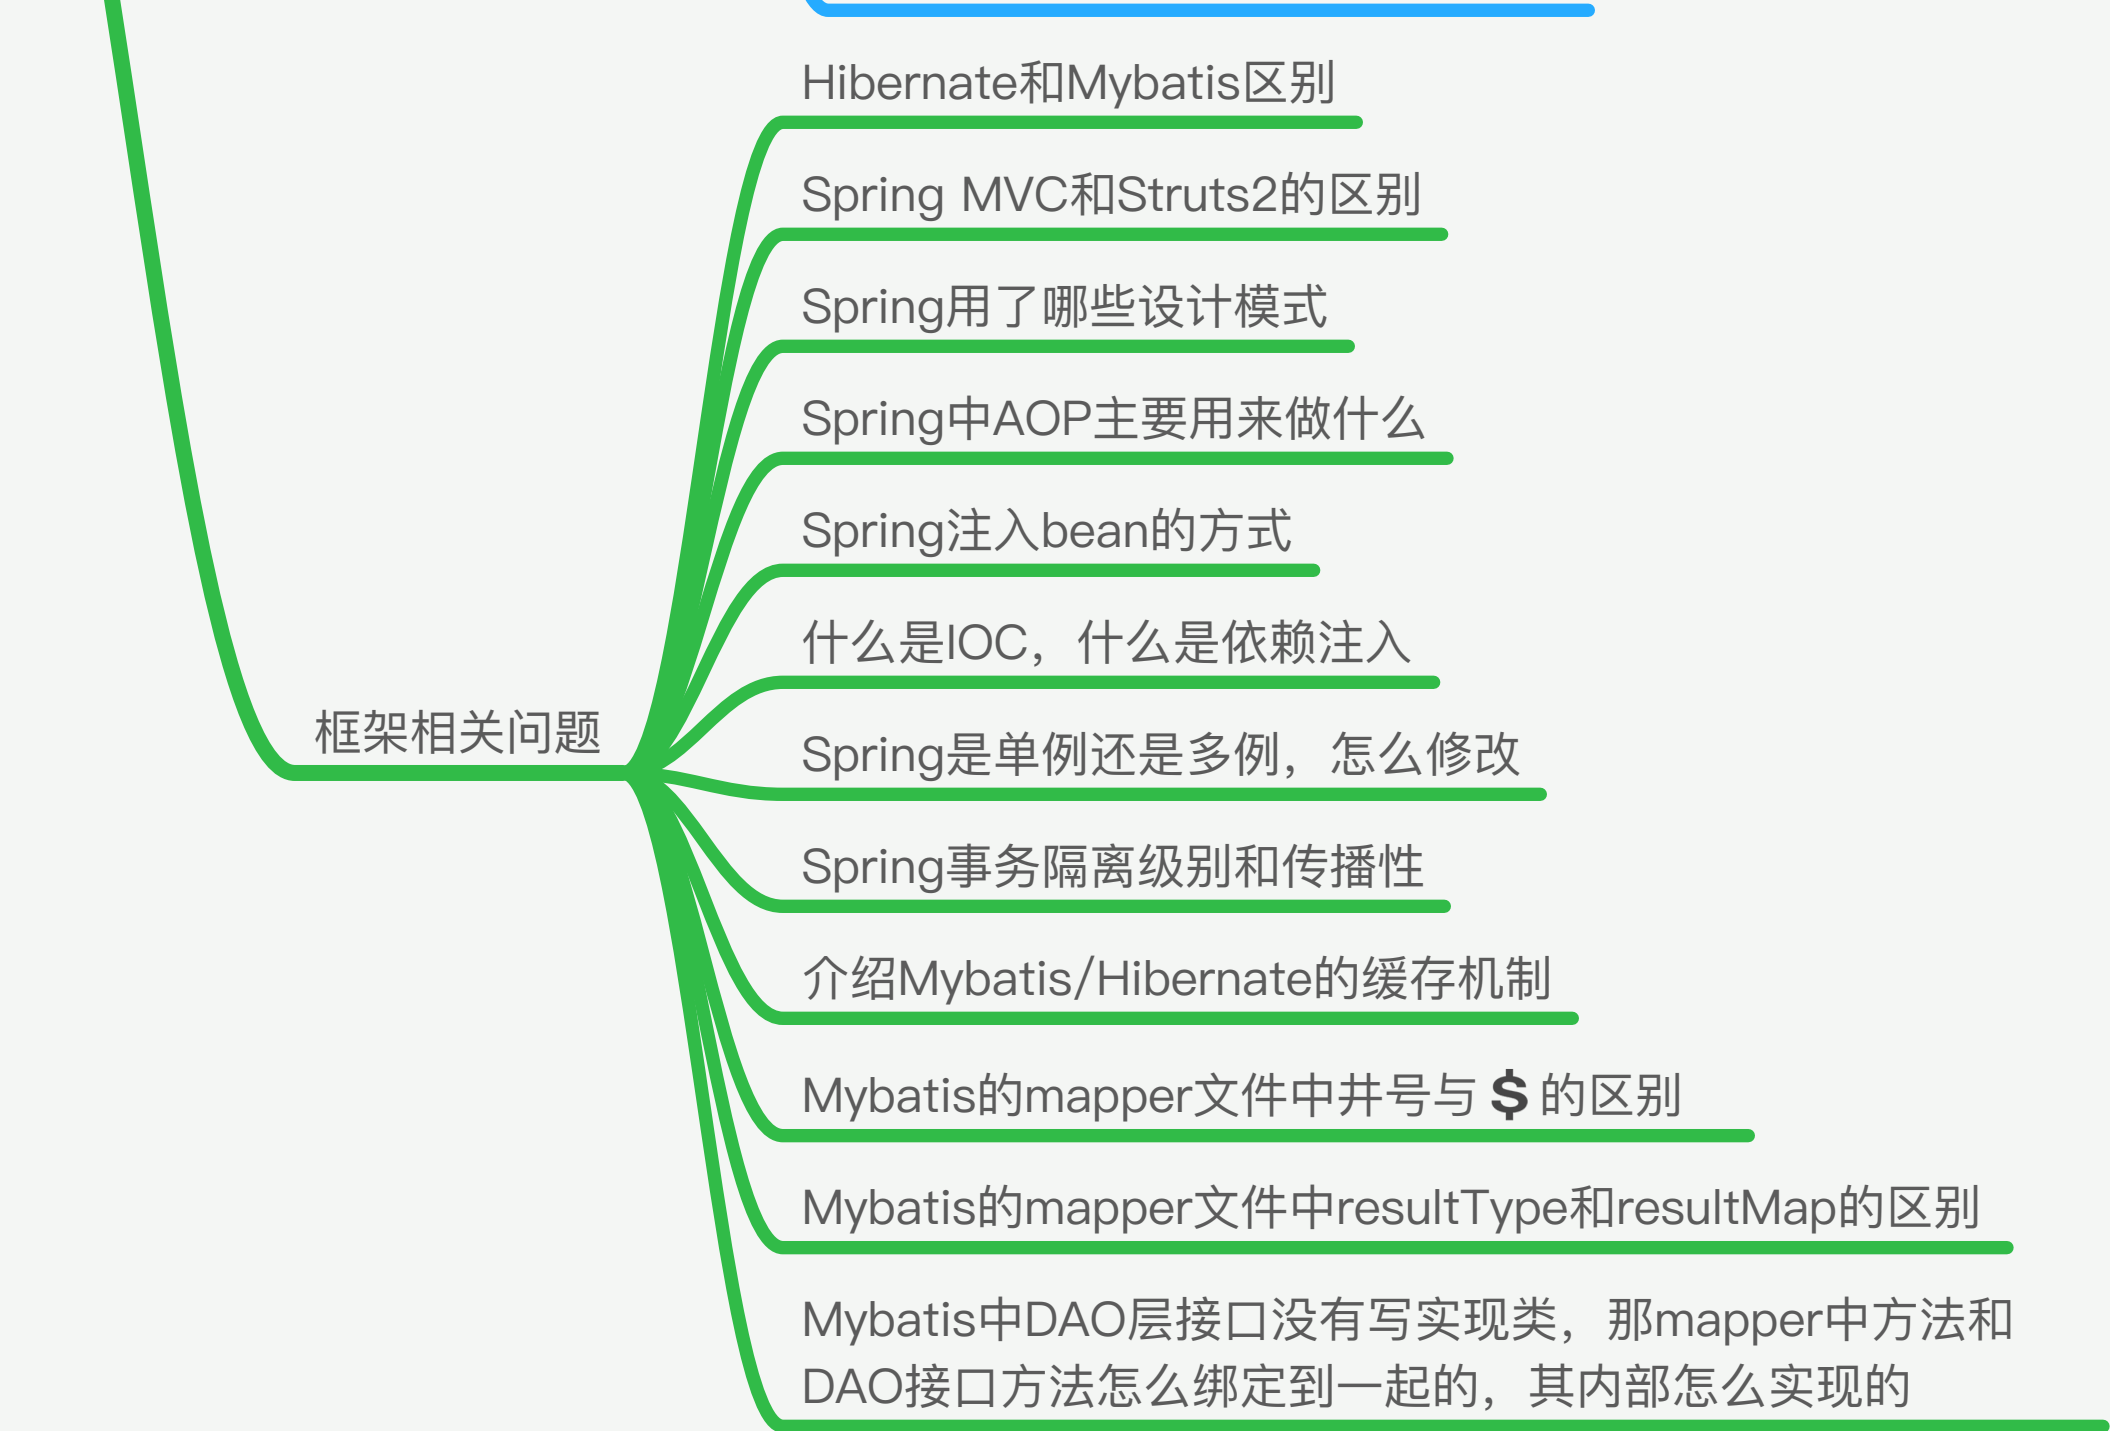 Hibernate和Mybatis区别
Spring MVC和Struts2的区别
Spring用了哪些设计模式
Spring中AOP主要用来做什么
Spring注入bean的方式
什么是IOC，什么是依赖注入
框架相关问题
Spring是单例还是多例，怎么修改
Spring事务隔离级别和传播性
介绍Mybatis/Hibernate的缓存机制
Mybatis的mapper文件中井号与 $ 的区别
Mybatis的mapper文件中resultType和resultMap的区别
Mybatis中DAO层接口没有写实现类，那mapper中方法和
DAO接口方法怎么绑定到一起的，其内部怎么实现的